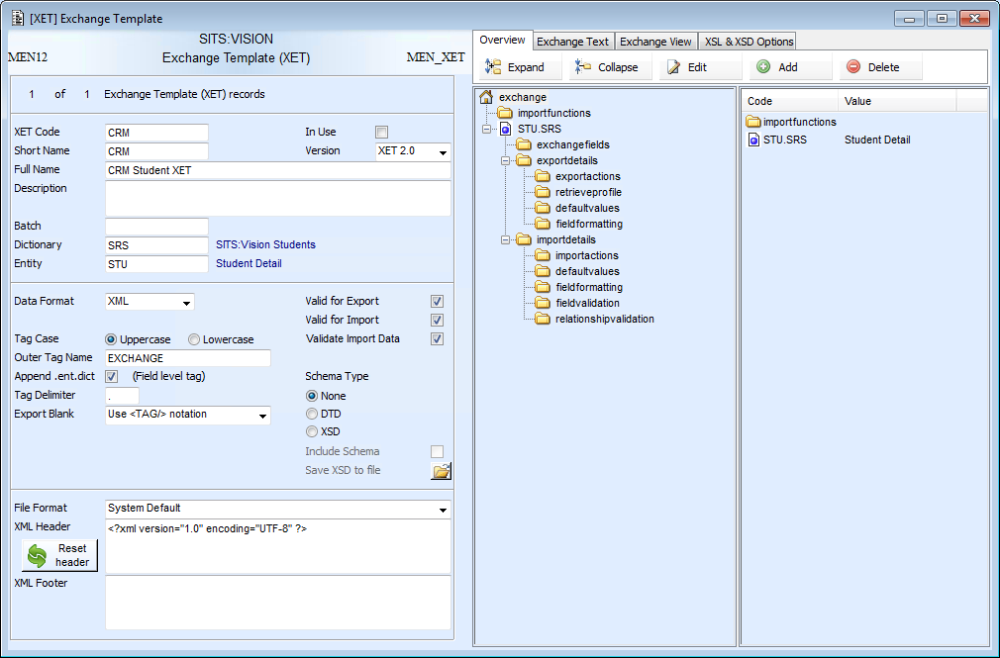 [XET] Exchange Template
SITS:VISION
MEN12 Exchange Template (XET) MEN_XET
1 of 1 Exchange Template (XET) records
XET Code CRM In Use
Short Name CRM Version XET 2.0
Full Name CRM Student XET
Description
Batch
Dictionary SRS SITS:Vision Students
Entity STU Student Detail
Data Format XML Valid for Export
Valid for Import
Tag Case Uppercase Lowercase Validate Import Data
Outer Tag Name EXCHANGE
Append .ent.dict (Field level tag) Schema Type
Tag Delimiter . None
Export Blank Use <TAG/> notation DTD
XSD
Include Schema
Save XSD to file
File Format System Default
XML Header <?xml version="1.0" encoding="UTF-8" ?>
Reset
header
XML Footer
Overview Exchange Text Exchange View XSL & XSD Options
Expand Collapse Edit Add Delete
exchange
importfunctions
STU.SRS
exchangefields
exportdetails
exportactions
retrieveprofile
defaultvalues
fieldformatting
importdetails
importactions
defaultvalues
fieldformatting
fieldvalidation
relationshipvalidation
Code Value
importfunctions
STU.SRS Student Detail